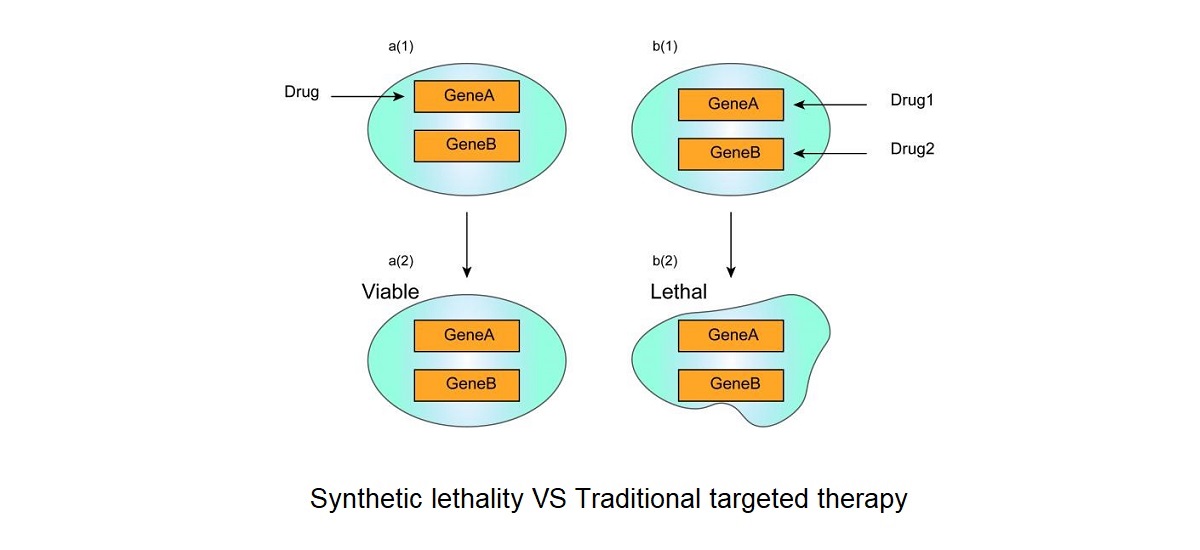 a(1)
Drug
GeneA
GeneB
b(1)
GeneA
Drug1
GeneB
Drug2
a(2)
Viable
GeneA
GeneB
b(2)
Lethal
GeneA
GeneB
Synthetic lethality VS Traditional targeted therapy